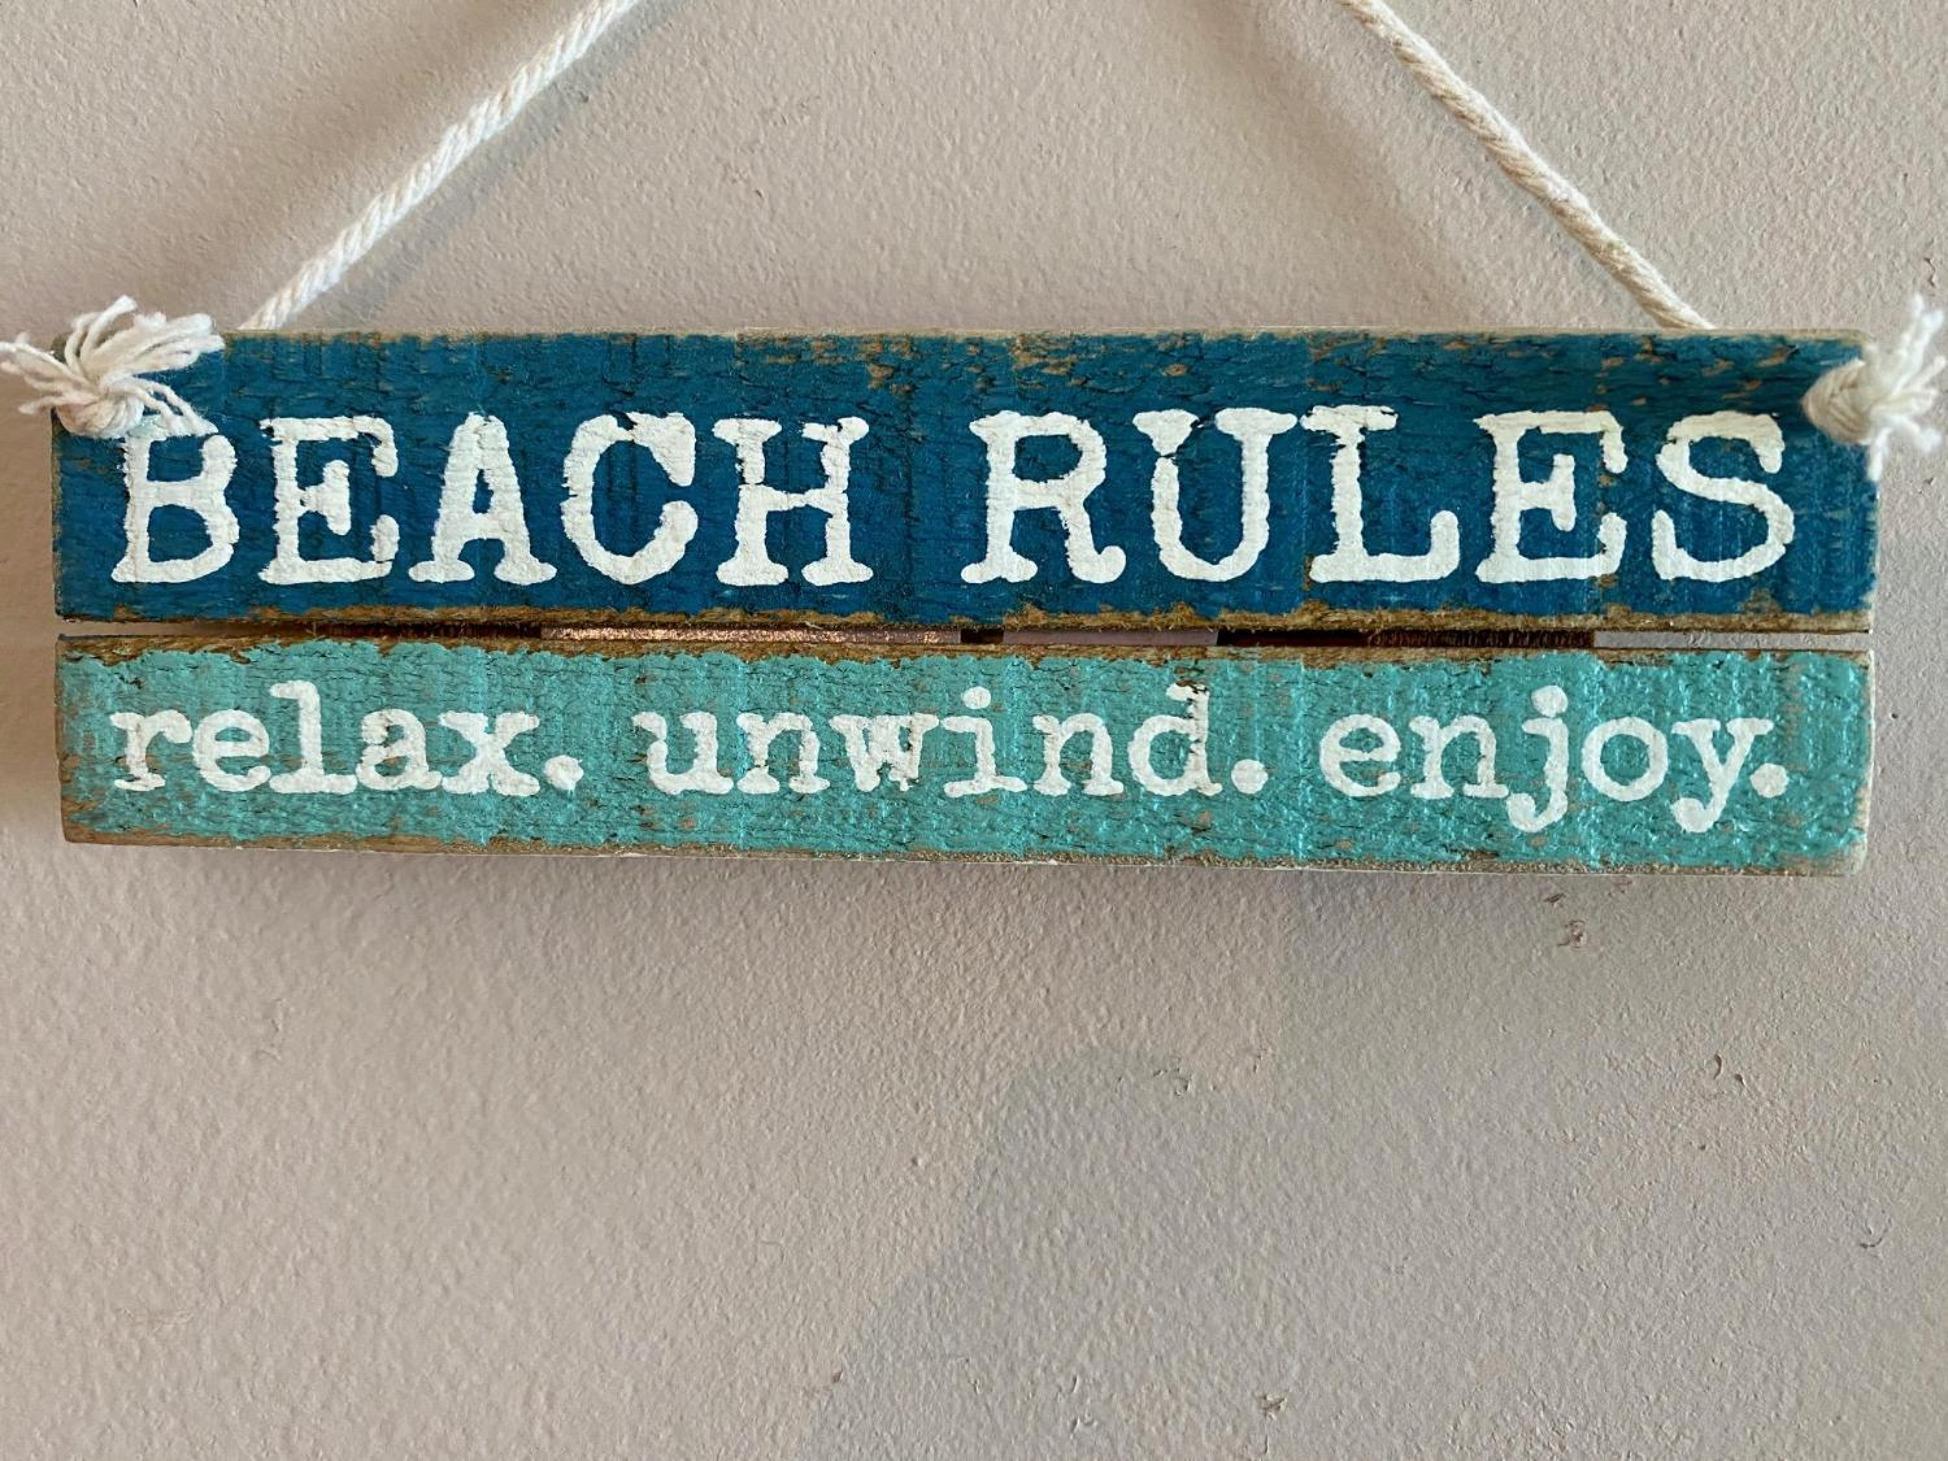 BEACH RULES
relax. unwind. enjoy.